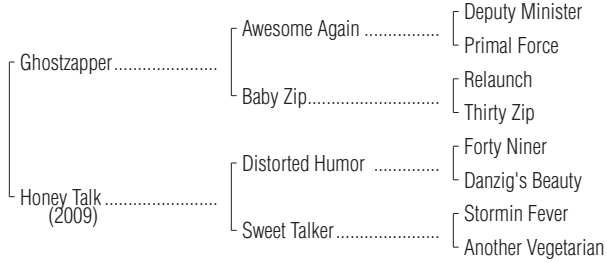 Deputy Minister
Awesome Again ................
Primal Force
Ghostzapper......................
Relaunch
Baby Zip............................
Thirty Zip
Forty Niner
Distorted Humor ..............
Danzig's Beauty
Honey Talk ........................
(2009)
Stormin Fever
Sweet Talker......................
Another Vegetarian